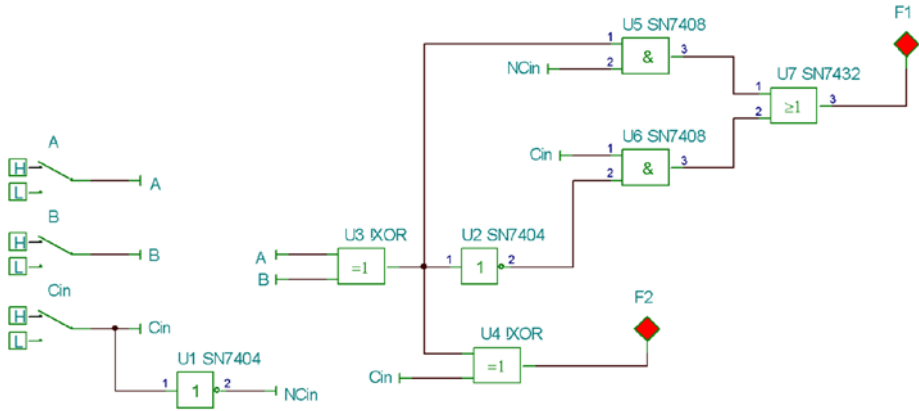 F1
U5 SN7408
1
&
3
NCin
2
U7 SN7432
1
≥1
3
2
U6 SN7408
Cin
1
&
3
2
A
H
L
A
B
H
L
B
Cin
H
L
Cin
U1 SN7404
1
1
2
NCin
U3 IXOR
A
=1
B
U2 SN7404
1
1
2
F2
U4 IXOR
=1
Cin